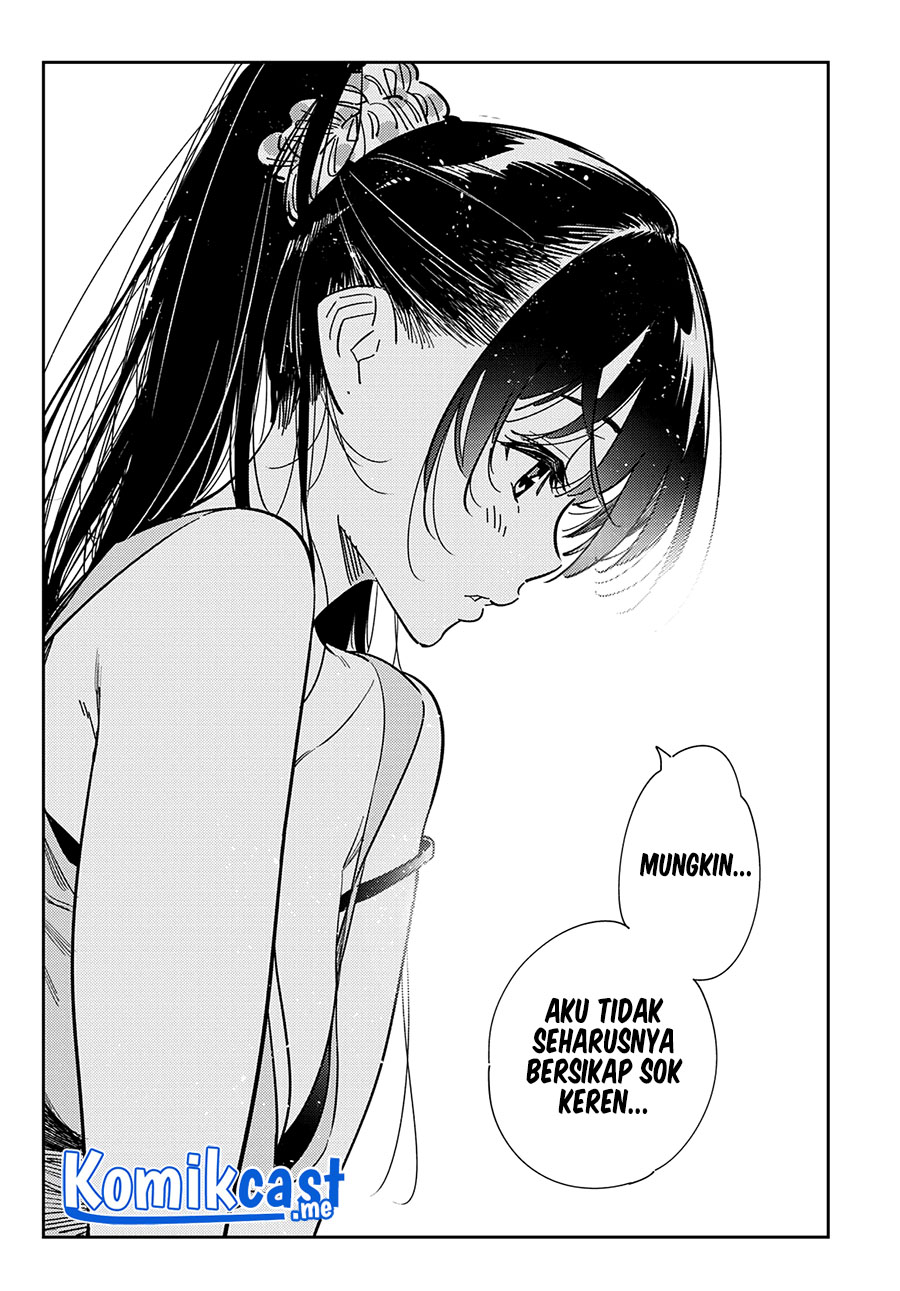 MUNGKIN...
AKU TIDAK
SEHARUSNYA
BERSIKAP SOK
KEREN...
Komikcast
.me